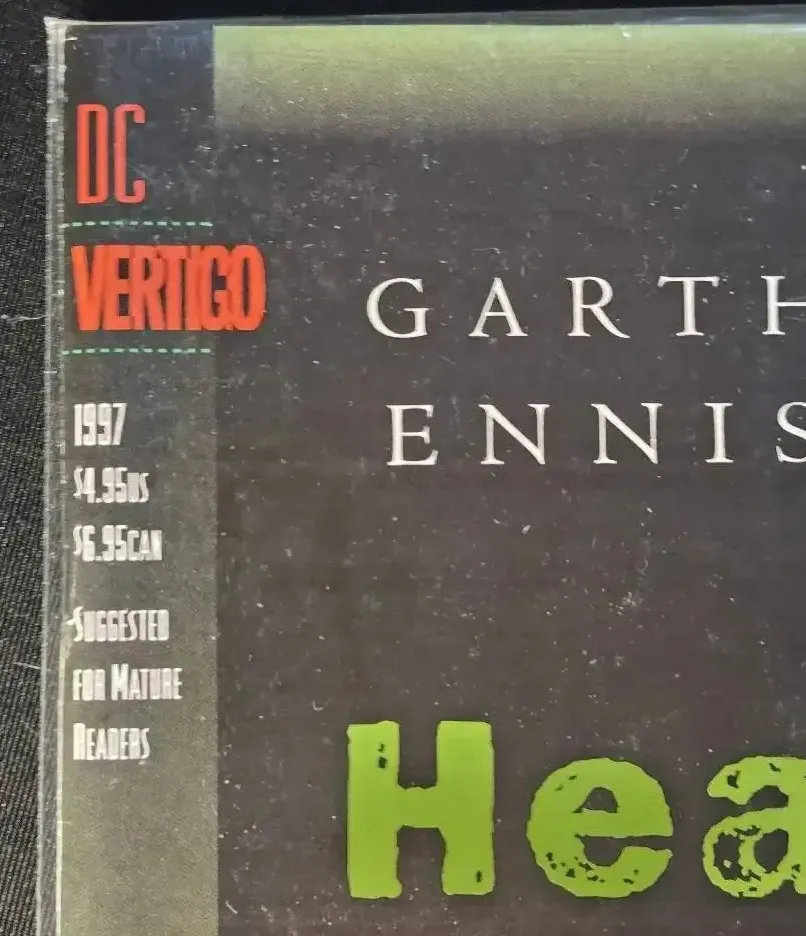 DC
VERTIGO
1997
$4.95US
$6.95CAN
SUGGESTED
FOR MATURE
READERS
GARTH
ENNIS
Hea